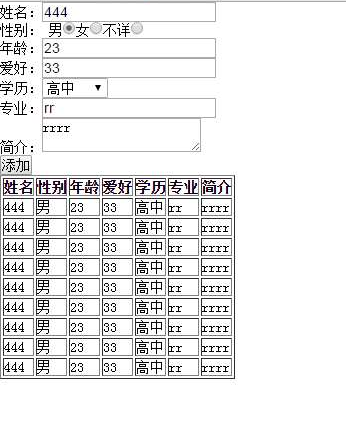 姓名：444
性别： 男 女 不详
年龄：23
爱好：33
学历：高中
专业：rr
简介：rrrr
添加
姓名 性别 年龄 爱好 学历 专业 简介
444 男 23 33 高中 rr rrrr
444 男 23 33 高中 rr rrrr
444 男 23 33 高中 rr rrrr
444 男 23 33 高中 rr rrrr
444 男 23 33 高中 rr rrrr
444 男 23 33 高中 rr rrrr
444 男 23 33 高中 rr rrrr
444 男 23 33 高中 rr rrrr
444 男 23 33 高中 rr rrrr